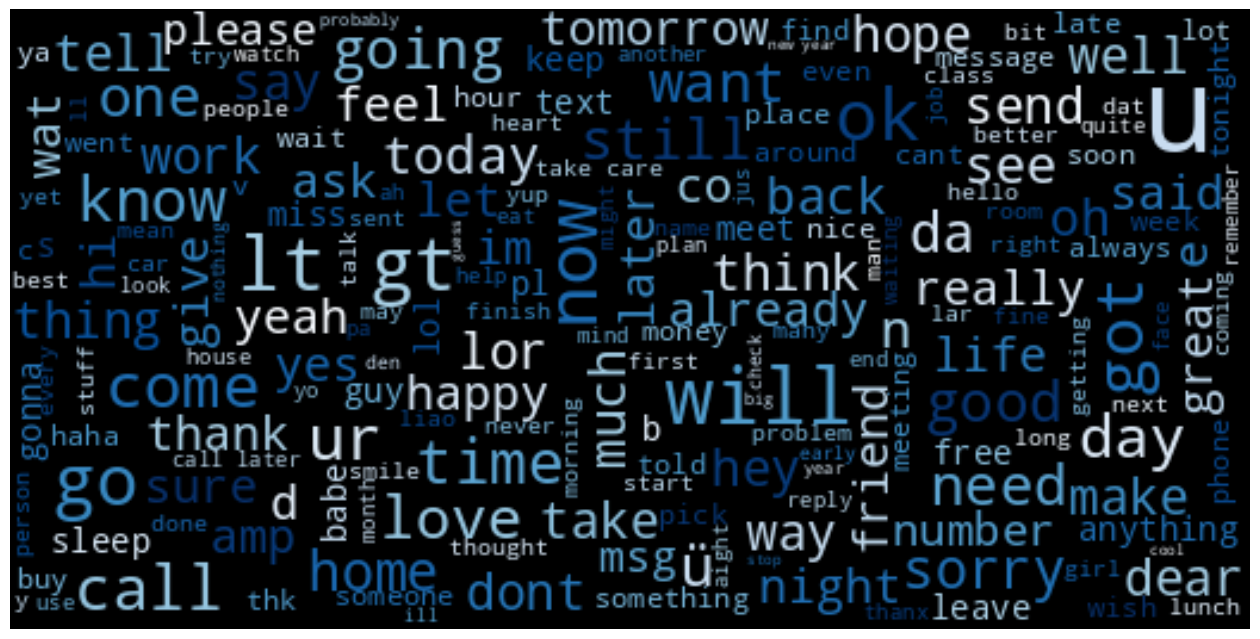 please probably tomorrow find hope bit late lot
ya tell try watch going keep another new year message well
say one people feel hour text want even class send dat u
wat ll heart place ok job better quite tonight
went work wait today take care still around cant see soon
yet know v ask ah let yup co jus back hello said
miss sent eat im later might name meet nice da room oh week remember
c s mean hi give nothing lt talk gt guess now plan think man waiting right always e
best car look help pl already really coming
thing yeah may pa lol finish mind money many n lar fine got face great
house yes den lor first check end go life
gonna every stuff come yo guy happy much will big friend good getting next
haha thank ur liao never morning b problem meeting free long day
call later smile time told hey early year
person go sure d babe month love take start pick reply need make phone
sleep done amp thought msg ü aight way number anything
buy call home dont someone something stop night sorry cool girl dear
y use thk ill thanx leave wish lunch